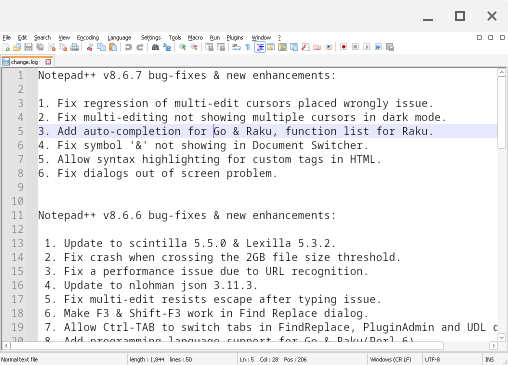 File Edit Search View Encoding Language Settings Tools Macro Run Plugins Window ?
change.log
1 Notepad++ v8.6.7 bug-fixes & new enhancements:
2
3 1. Fix regression of multi-edit cursors placed wrongly issue.
4 2. Fix multi-editing not showing multiple cursors in dark mode.
5 3. Add auto-completion for Go & Raku, function list for Raku.
6 4. Fix symbol '&' not showing in Document Switcher.
7 5. Allow syntax highlighting for custom tags in HTML.
8 6. Fix dialogs out of screen problem.
9
10
11 Notepad++ v8.6.6 bug-fixes & new enhancements:
12
13 1. Update to scintilla 5.5.0 & Lexilla 5.3.2.
14 2. Fix crash when crossing the 2GB file size threshold.
15 3. Fix a performance issue due to URL recognition.
16 4. Update to nlohman json 3.11.3.
17 5. Fix multi-edit resists escape after typing issue.
18 6. Make F3 & Shift-F3 work in Find Replace dialog.
19 7. Allow Ctrl-TAB to switch tabs in FindReplace, PluginAdmin and UDL d
20 8. Add programming language support for Go & Raku(Perl 6).
Normal text file length : 1,844 lines : 50 Ln : 5 Col : 28 Pos : 206 Windows (CR LF) UTF-8 INS